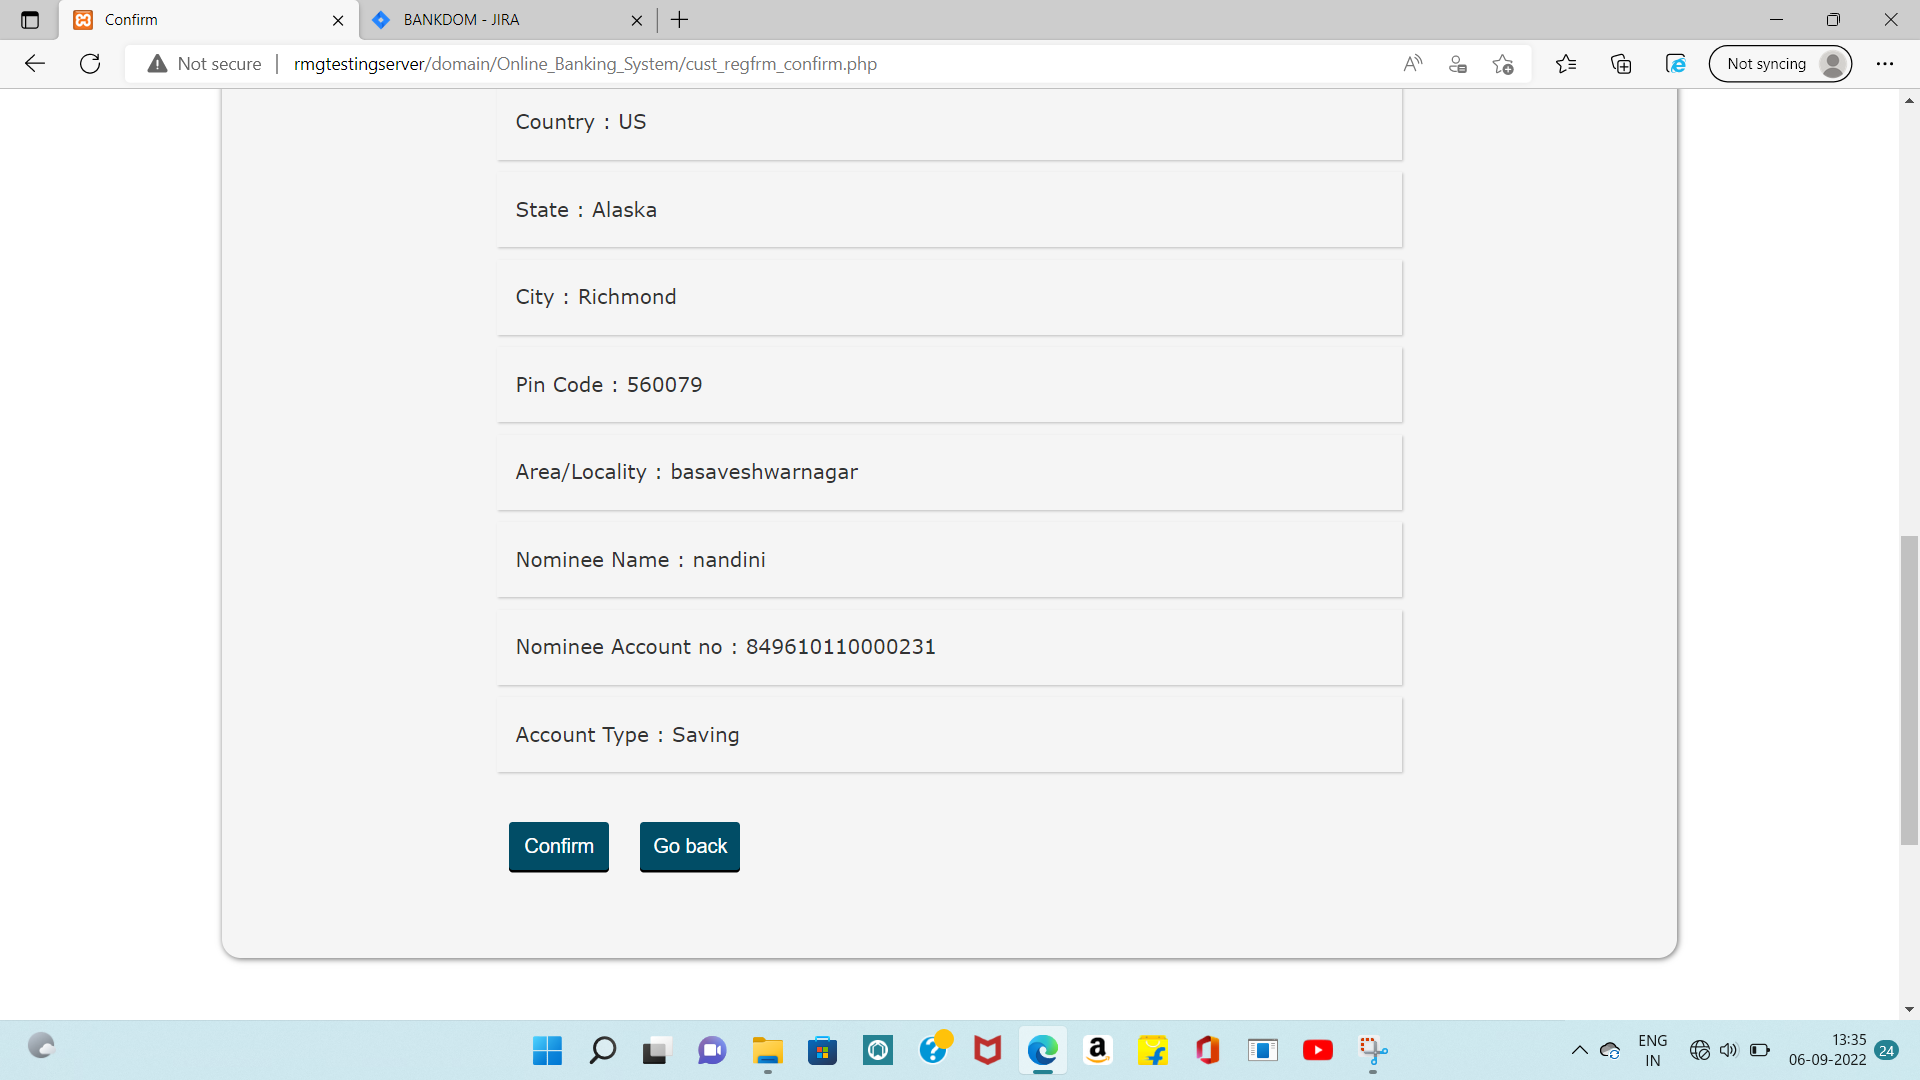 Confirm
BANKDOM - JIRA
Not secure
rmgtestingserver/domain/Online_Banking_System/cust_regfrm_confirm.php
Not syncing
Country : US
State : Alaska
City : Richmond
Pin Code : 560079
Area/Locality : basaveshwarnagar
Nominee Name : nandini
Nominee Account no : 849610110000231
Account Type : Saving
Confirm
Go back
ENG
IN
13:35
06-09-2022
24